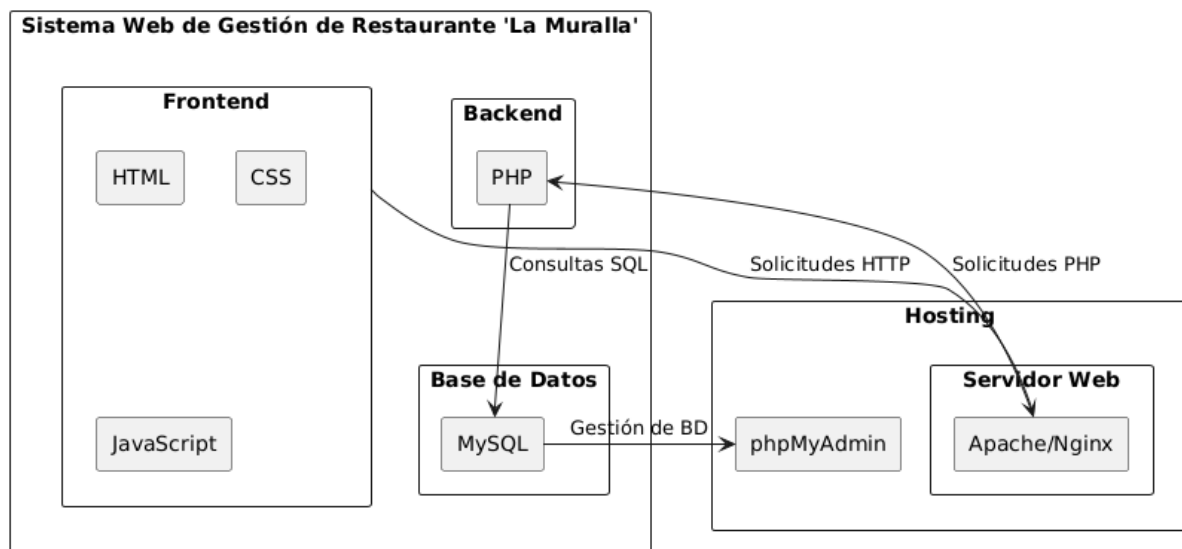 Sistema Web de Gestión de Restaurante 'La Muralla'
Frontend
Backend
HTML
CSS
PHP
Consultas SQL
Solicitudes HTTP
Solicitudes PHP
Hosting
Base de Datos
Servidor Web
JavaScript
MySQL
Gestión de BD
phpMyAdmin
Apache/Nginx